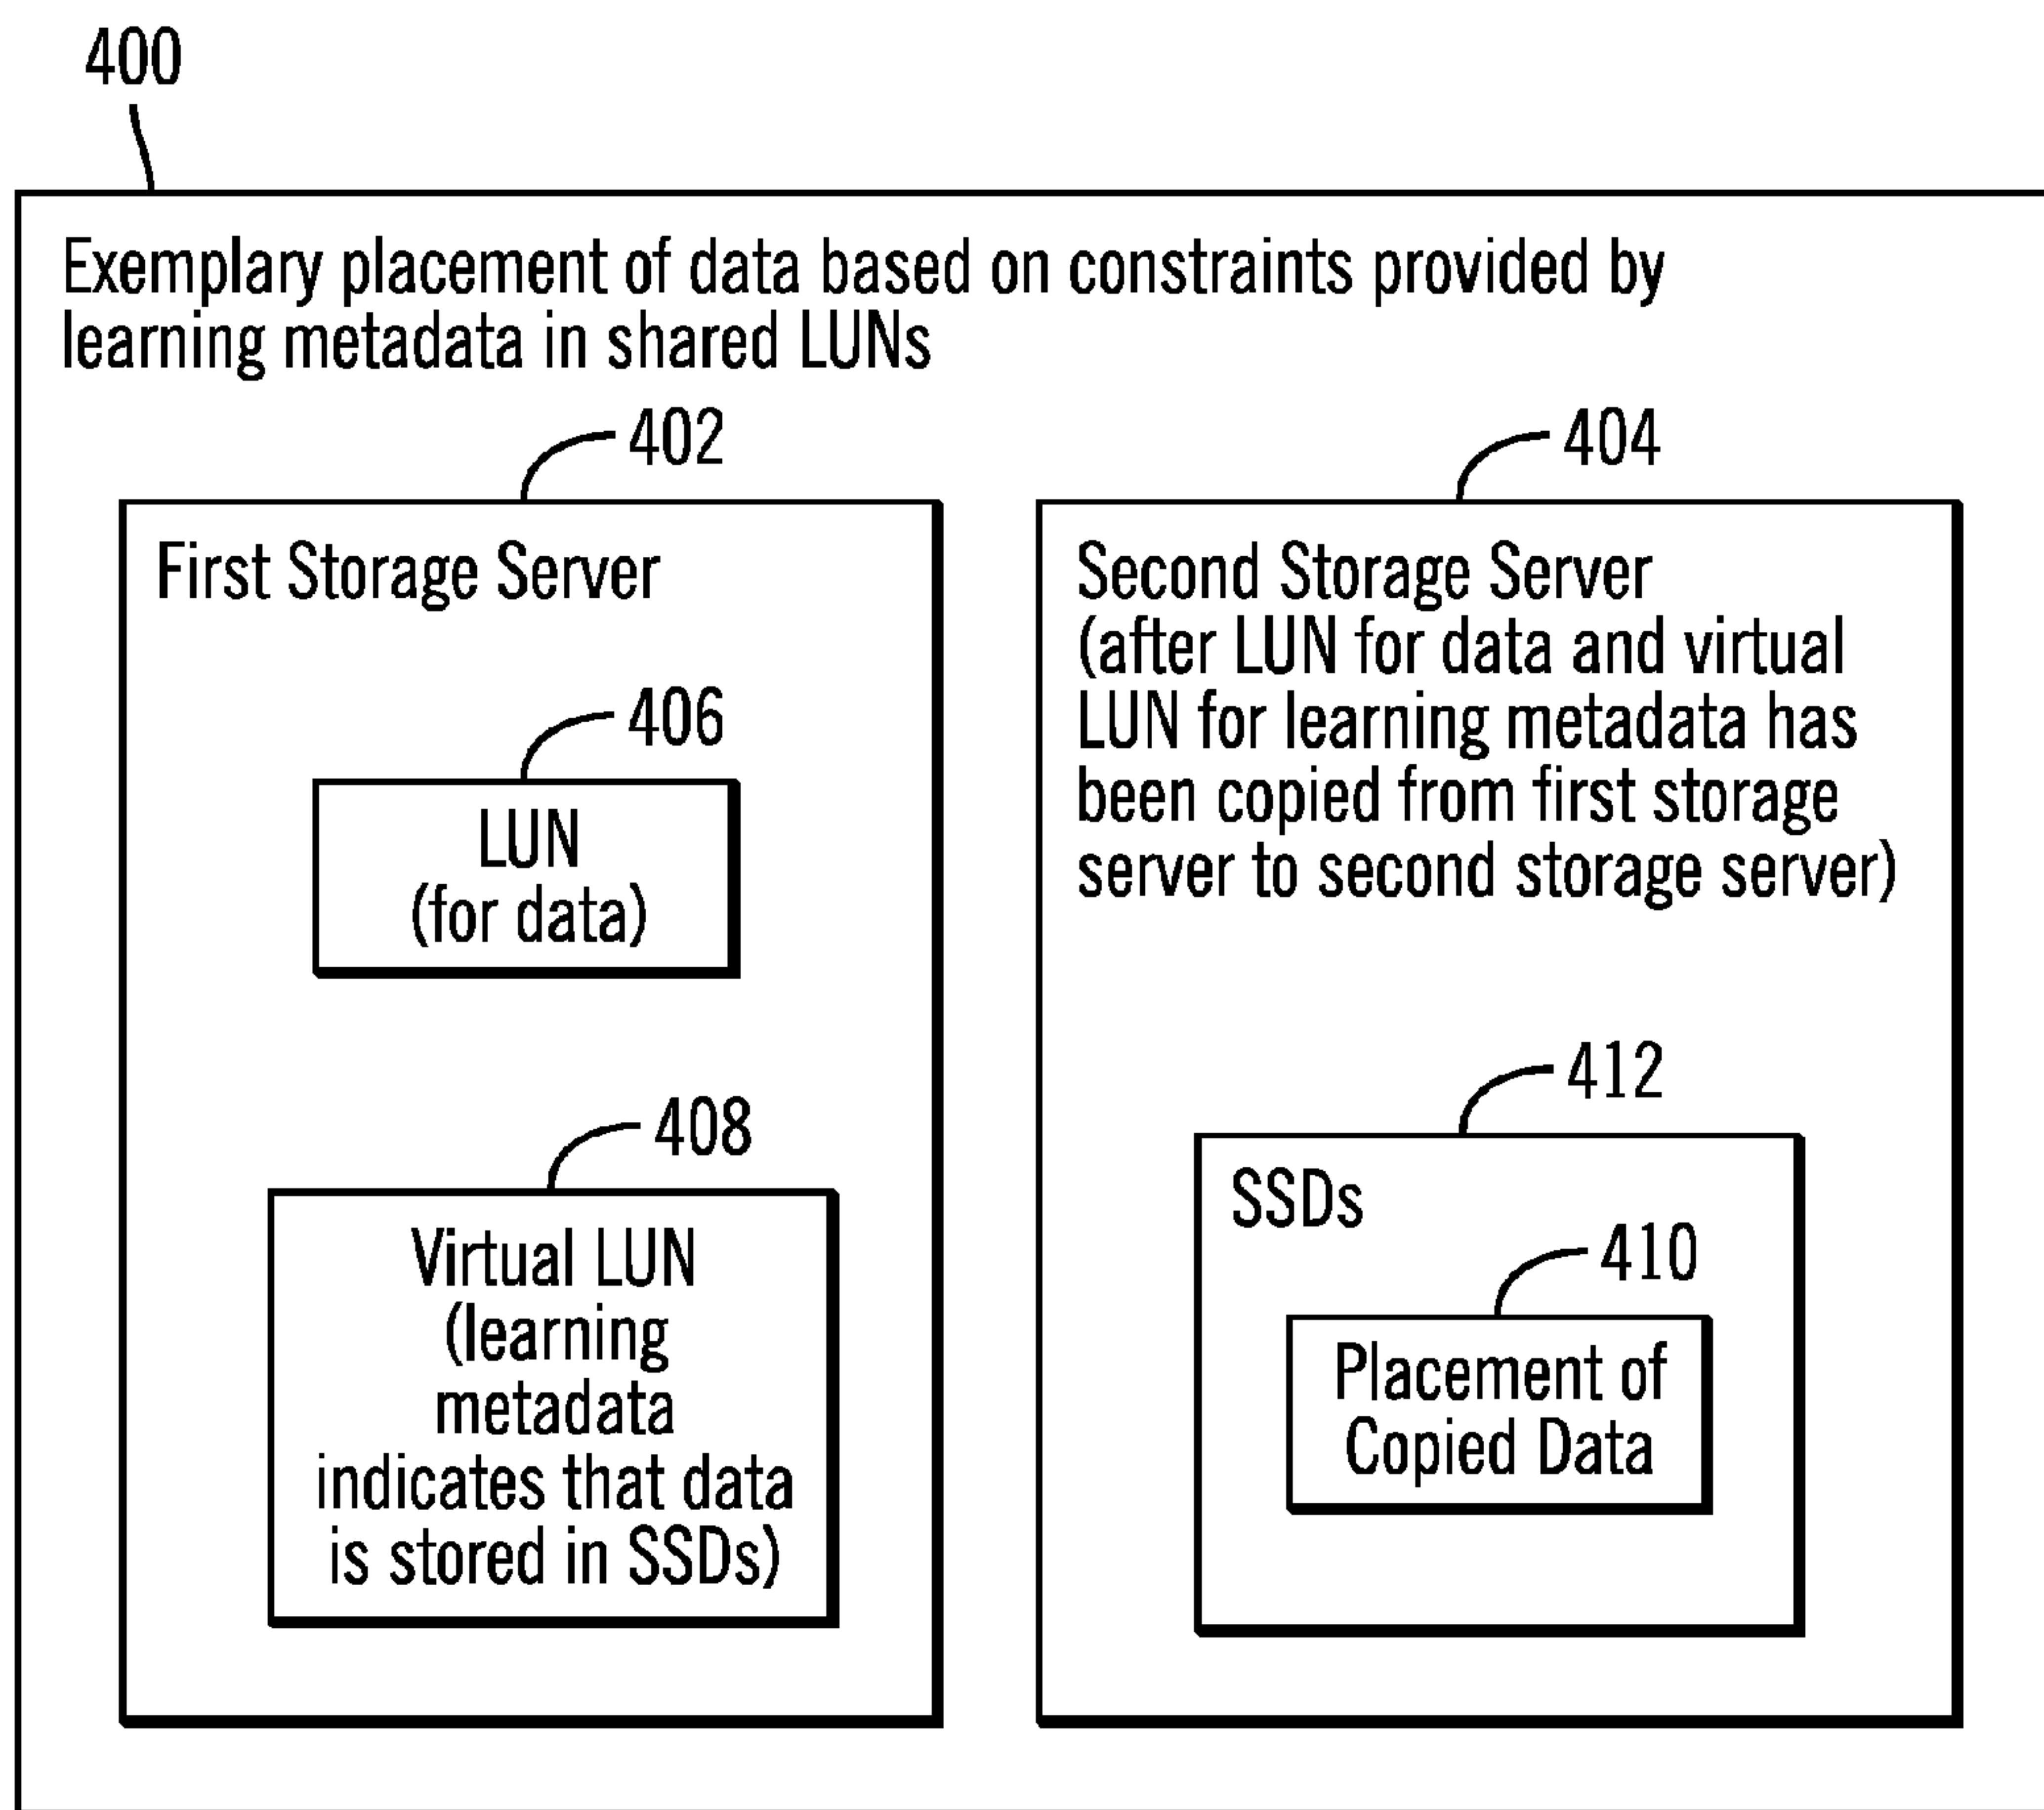 400
Exemplary placement of data based on constraints provided by
learning metadata in shared LUNs
402
First Storage Server
406
LUN
(for data)
408
Virtual LUN
(learning
metadata
indicates that data
is stored in SSDs)
404
Second Storage Server
(after LUN for data and virtual
LUN for learning metadata has
been copied from first storage
server to second storage server)
412
SSDs
410
Placement of
Copied Data